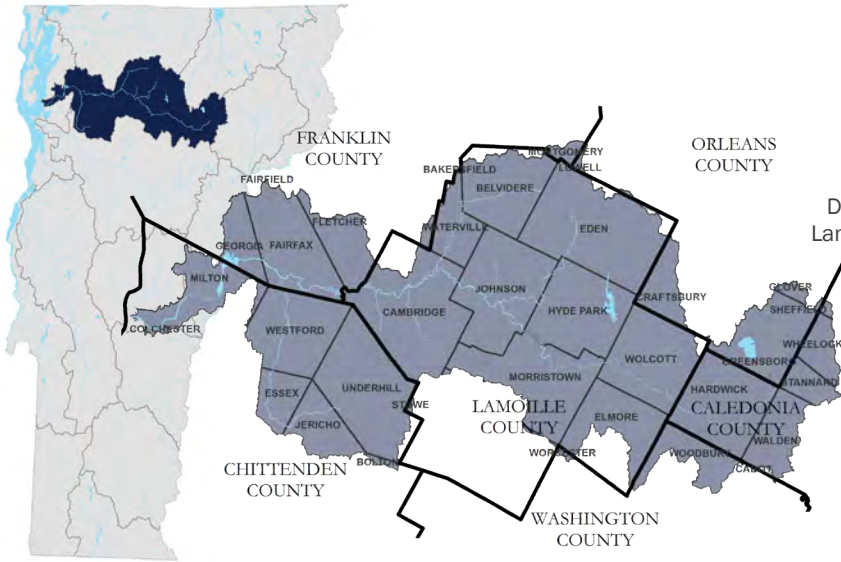 FRANKLIN
COUNTY
ORLEANS
COUNTY
MONTGOMERY
LOWELL
BAKERSFIELD
BELVIDERE
FAIRFIELD
FLETCHER
WATERVILLE
EDEN
D
Lan
GEORGIA
FAIRFAX
MILTON
JOHNSON
HYDE PARK
CRAFTSBURY
GLOVER
SHEFFIELD
COLCHESTER
CAMBRIDGE
WESTFORD
WHEELOCK
GREENSBORO
WOLCOTT
STANNARD
MORRISTOWN
HARDWICK
ESSEX
UNDERHILL
STOWE
LAMOILLE
COUNTY
ELMORE
CALEDONIA
COUNTY
JERICHO
BOLTON
WORCESTER
WOODBURY
WALDEN
CABOT
CHITTENDEN
COUNTY
WASHINGTON
COUNTY